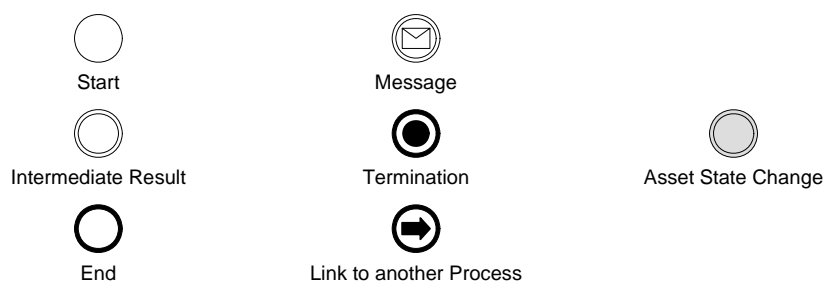 Start
Message
Intermediate Result
Termination
Asset State Change
End
Link to another Process